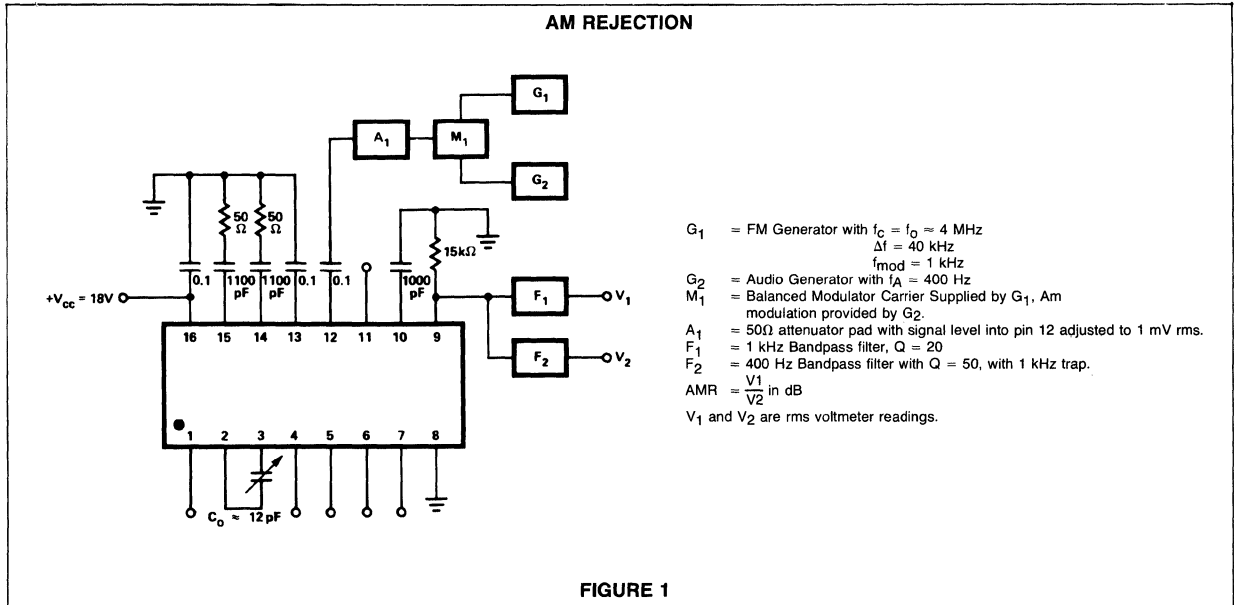 AM REJECTION
G1
A1
M1
G2
50
Ω
50
Ω
15kΩ
0.1
1100
pF
1100
pF
0.1
0.1
1000
pF
+Vcc = 18V
F1
V1
F2
V2
16 15 14 13 12 11 10 9
1 2 3 4 5 6 7 8
Co ≈ 12 pF
G1 = FM Generator with fc = fo ≈ 4 MHz
Δf = 40 kHz
fmod = 1 kHz
G2 = Audio Generator with fA = 400 Hz
M1 = Balanced Modulator Carrier Supplied by G1, Am
modulation provided by G2.
A1 = 50Ω attenuator pad with signal level into pin 12 adjusted to 1 mV rms.
F1 = 1 kHz Bandpass filter, Q = 20
F2 = 400 Hz Bandpass filter with Q = 50, with 1 kHz trap.
AMR = V1/V2 in dB
V1 and V2 are rms voltmeter readings.
FIGURE 1